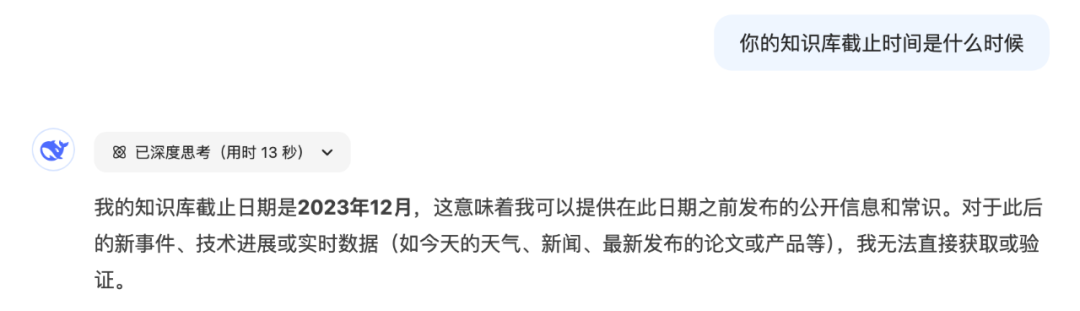 你的知识库截止时间是什么时候
已深度思考（用时 13 秒）
我的知识库截止日期是2023年12月，这意味着我可以提供在此日期之前发布的公开信息和常识。对于此后
的新事件、技术进展或实时数据（如今天的天气、新闻、最新发布的论文或产品等），我无法直接获取或验
证。